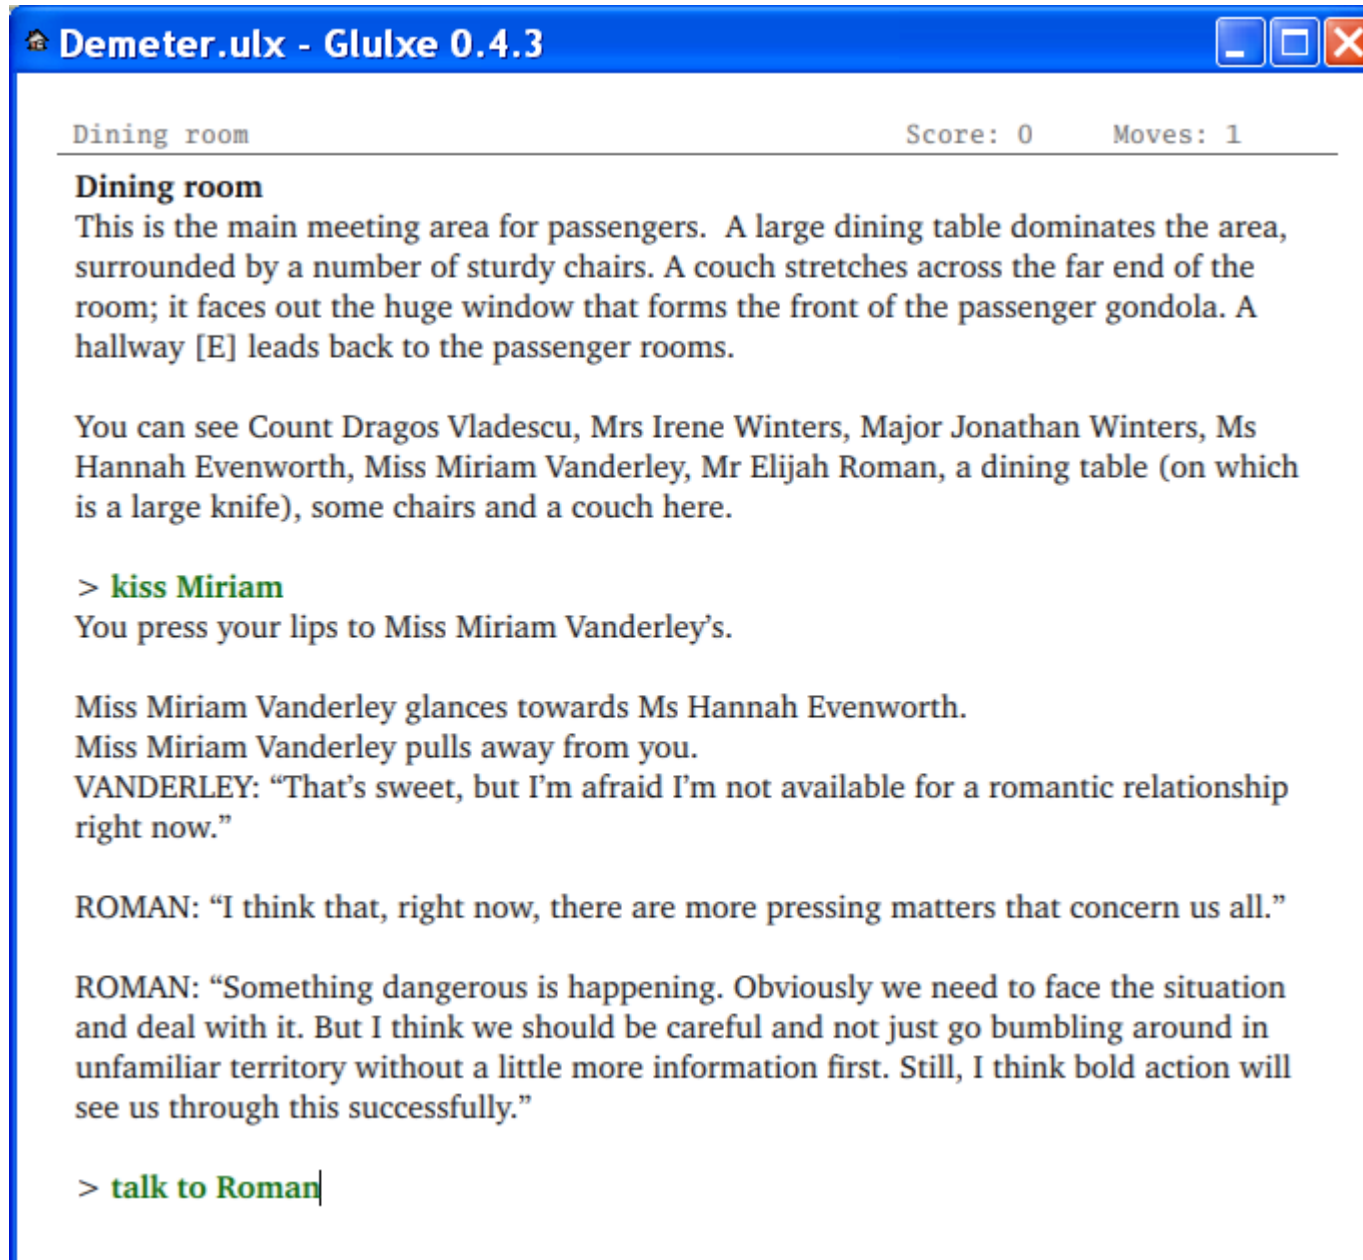 Demeter.ulx - Glulxe 0.4.3
Dining room Score: 0 Moves: 1
Dining room
This is the main meeting area for passengers.  A large dining table dominates the area,
surrounded by a number of sturdy chairs. A couch stretches across the far end of the
room; it faces out the huge window that forms the front of the passenger gondola. A
hallway [E] leads back to the passenger rooms.
You can see Count Dragos Vladescu, Mrs Irene Winters, Major Jonathan Winters, Ms
Hannah Evenworth, Miss Miriam Vanderley, Mr Elijah Roman, a dining table (on which
is a large knife), some chairs and a couch here.
> kiss Miriam
You press your lips to Miss Miriam Vanderley’s.
Miss Miriam Vanderley glances towards Ms Hannah Evenworth.
Miss Miriam Vanderley pulls away from you.
VANDERLEY: “That’s sweet, but I’m afraid I’m not available for a romantic relationship
right now.”
ROMAN: “I think that, right now, there are more pressing matters that concern us all.”
ROMAN: “Something dangerous is happening. Obviously we need to face the situation
and deal with it. But I think we should be careful and not just go bumbling around in
unfamiliar territory without a little more information first. Still, I think bold action will
see us through this successfully.”
> talk to Roman